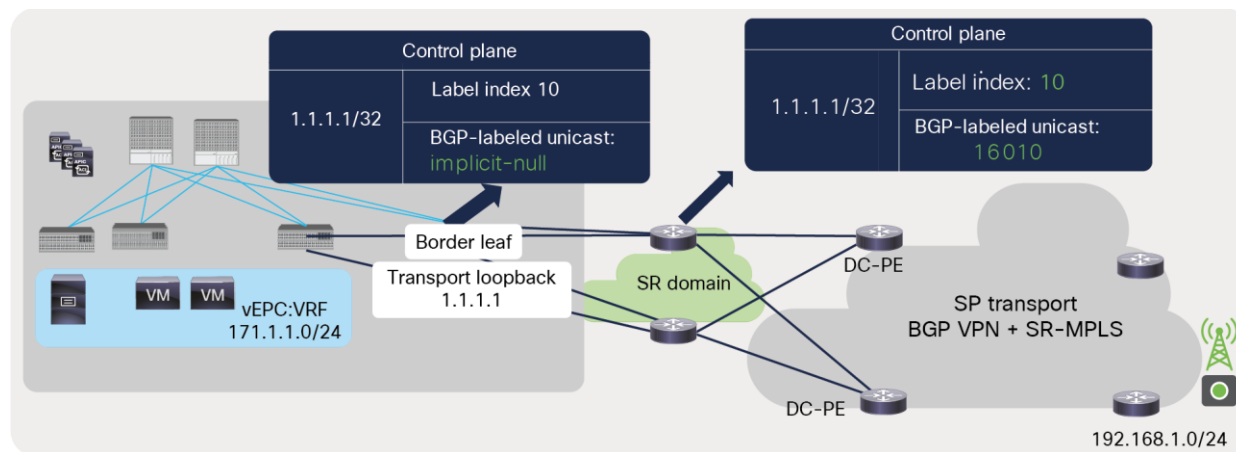 Control plane
1.1.1.1/32
Label index 10
BGP-labeled unicast:
implicit-null
Control plane
1.1.1.1/32
Label index: 10
BGP-labeled unicast:
16010
APIC
Border leaf
Transport loopback
1.1.1.1
SR domain
DC-PE
SP transport
BGP VPN + SR-MPLS
VM
VM
vEPC:VRF
171.1.1.0/24
DC-PE
192.168.1.0/24